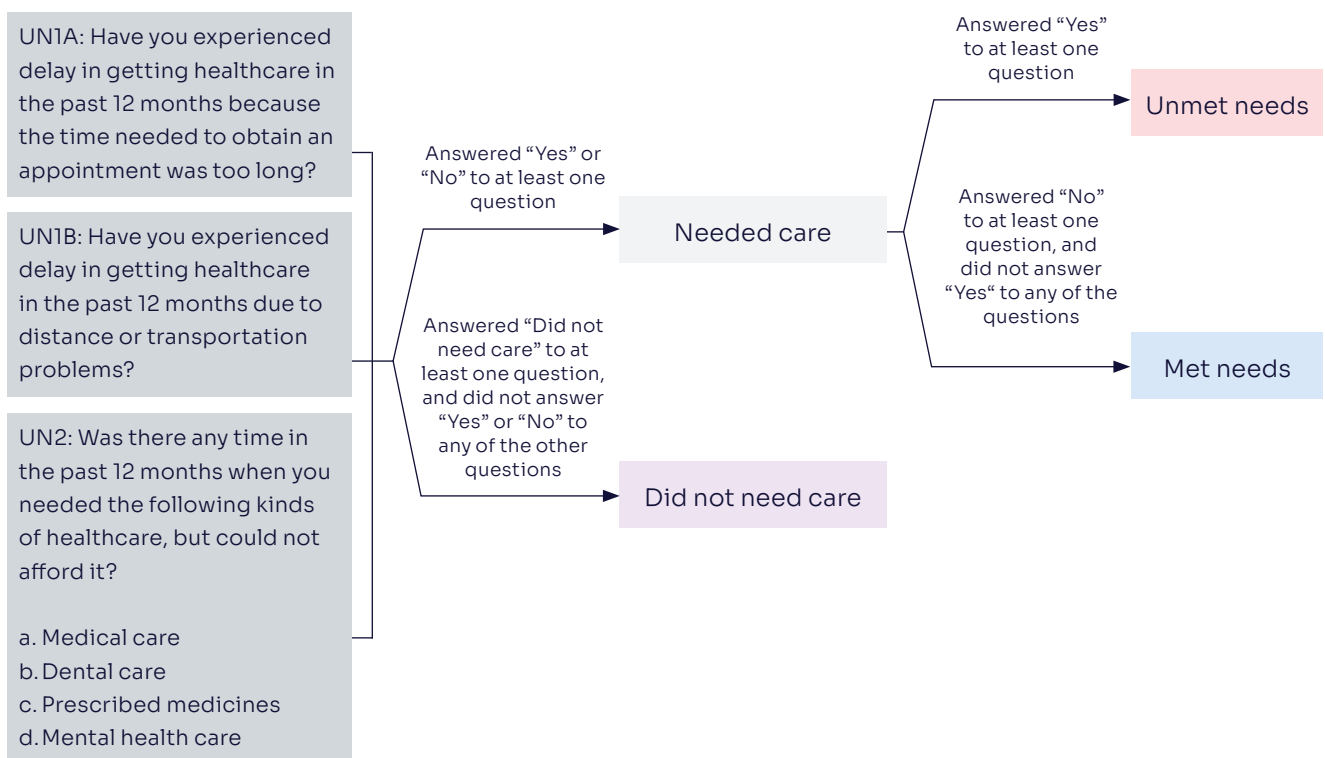 UN1A: Have you experienced
delay in getting healthcare in
the past 12 months because
the time needed to obtain an
appointment was too long?
UN1B: Have you experienced
delay in getting healthcare
in the past 12 months due to
distance or transportation
problems?
UN2: Was there any time in
the past 12 months when you
needed the following kinds
of healthcare, but could not
afford it?
a. Medical care
b. Dental care
c. Prescribed medicines
d. Mental health care
Answered “Yes” or
“No” to at least one
question
Needed care
Answered “Did not
need care” to at
least one question,
and did not answer
“Yes” or “No” to
any of the other
questions
Did not need care
Answered “Yes”
to at least one
question
Unmet needs
Answered “No”
to at least one
question, and
did not answer
“Yes“ to any of the
questions
Met needs